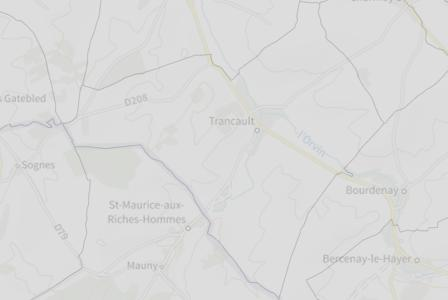 s Gatebled
D208
Trancault
l'Orvin
Sognes
Bourdenay
St-Maurice-aux-
Riches-Hommes
D79
Mauny
Bercenay-le-Hayer